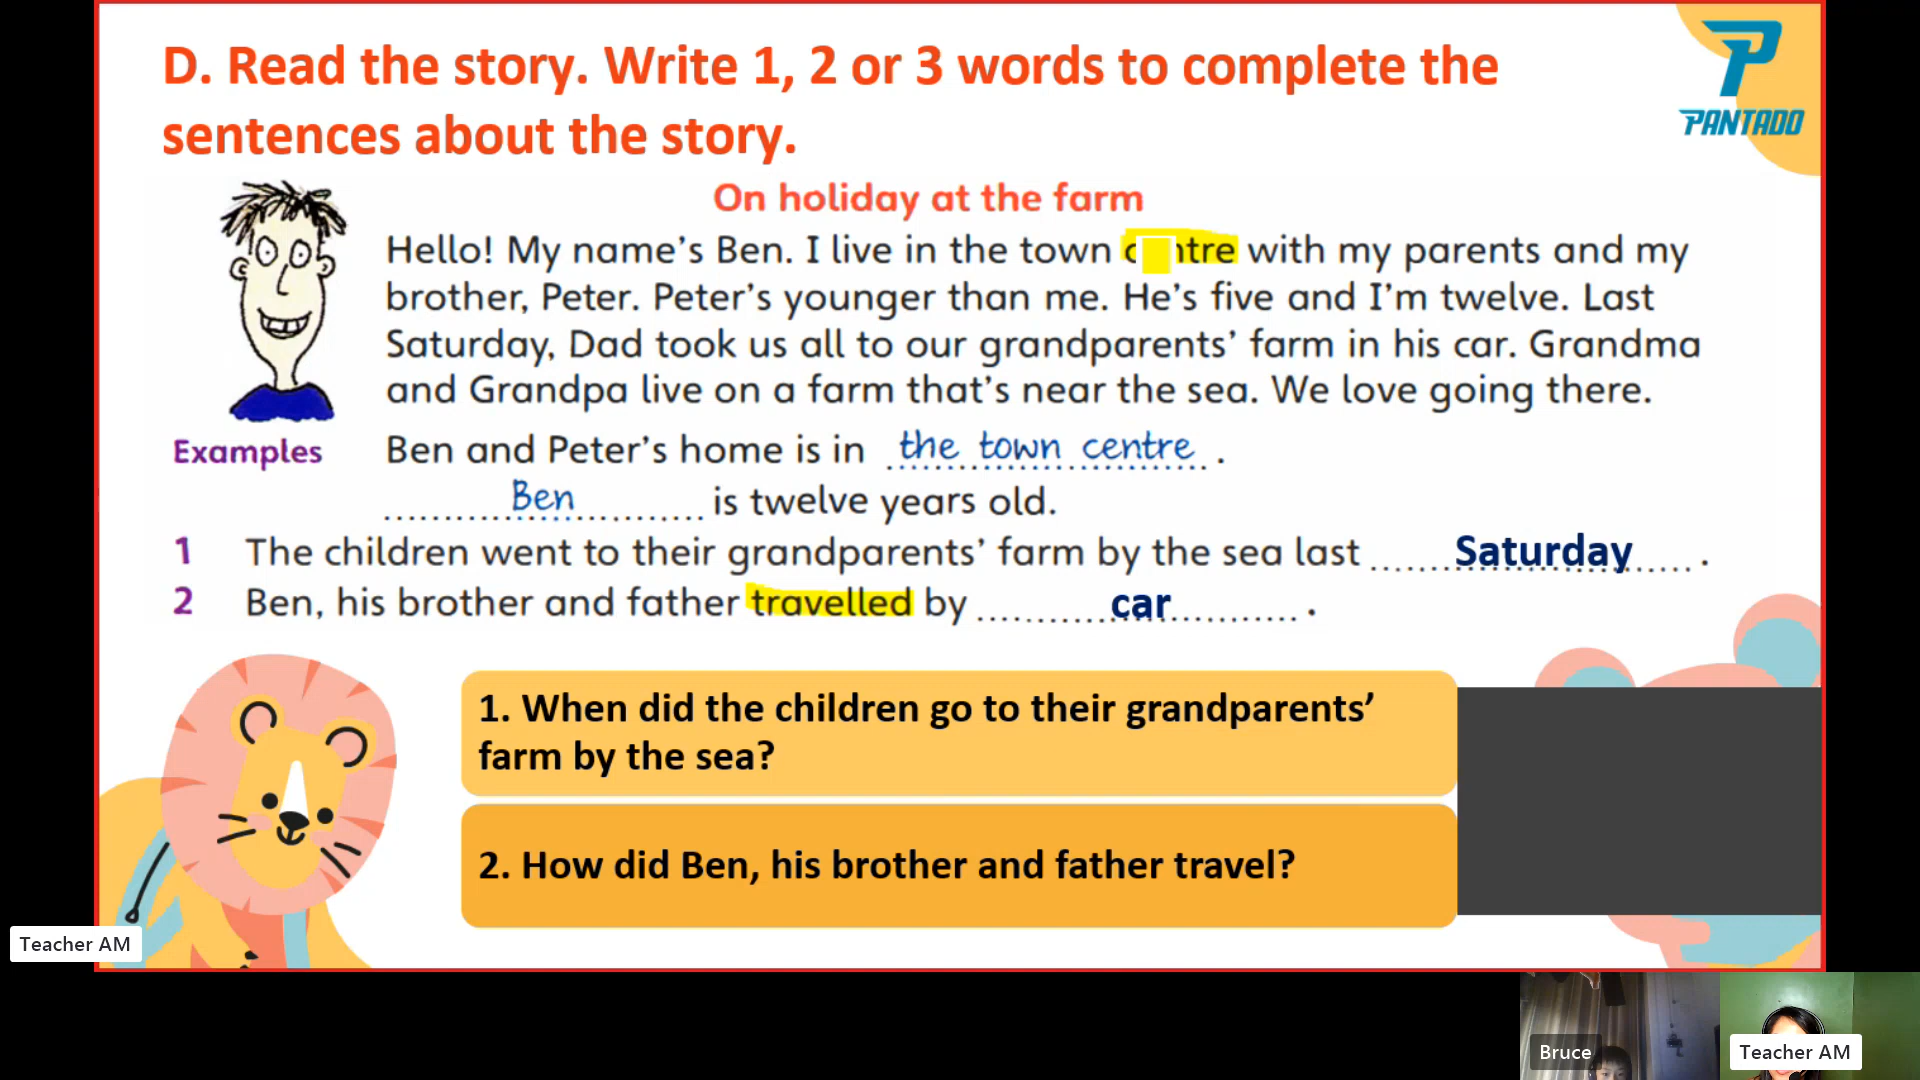 D. Read the story. Write 1, 2 or 3 words to complete the
sentences about the story.
PANTADO
On holiday at the farm
Hello! My name's Ben. I live in the town centre with my parents and my
brother, Peter. Peter's younger than me. He's five and I'm twelve. Last
Saturday, Dad took us all to our grandparents' farm in his car. Grandma
and Grandpa live on a farm that's near the sea. We love going there.
Examples Ben and Peter's home is in the town centre.
Ben is twelve years old.
1 The children went to their grandparents' farm by the sea last Saturday.
2 Ben, his brother and father travelled by car.
1. When did the children go to their grandparents'
farm by the sea?
2. How did Ben, his brother and father travel?
Teacher AM
Bruce
Teacher AM